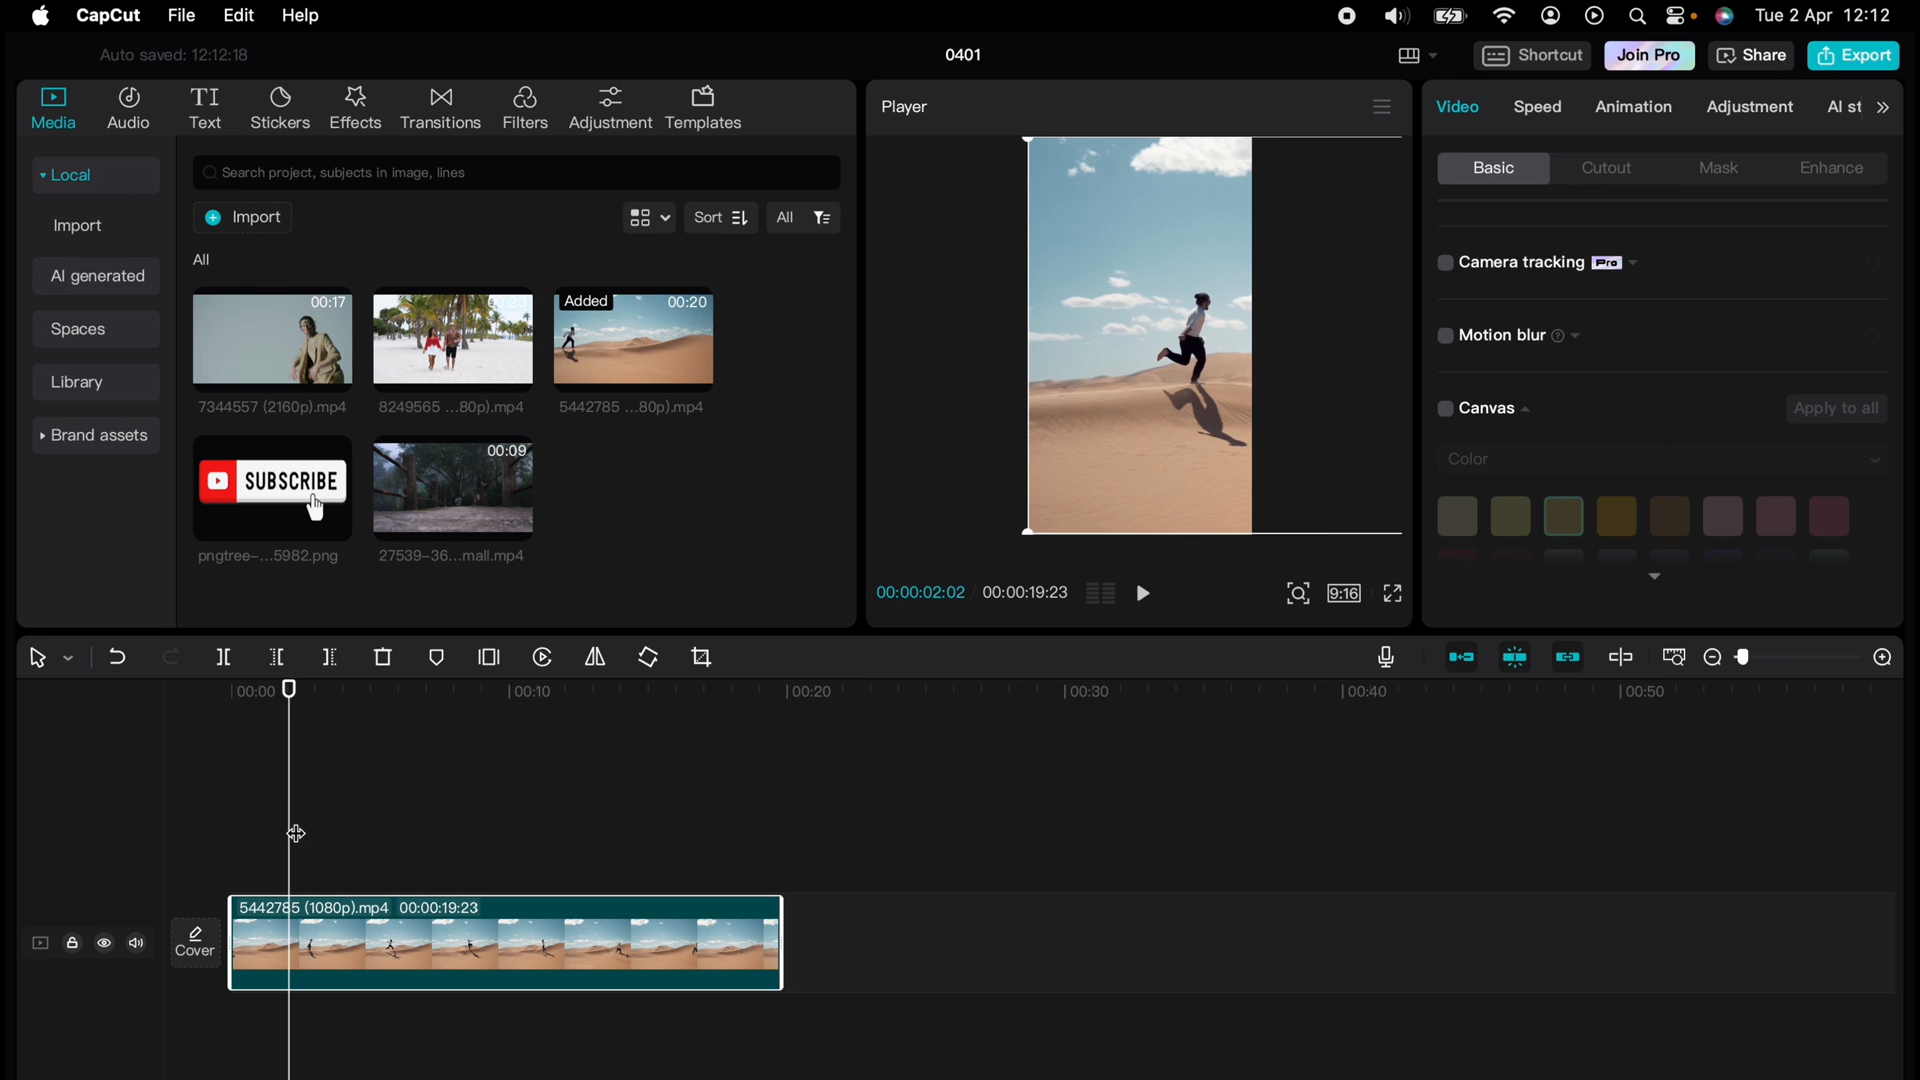 CapCut File Edit Help Tue 2 Apr 12:12
Auto saved: 12:12:18 0401 Shortcut Join Pro Share Export
Media Audio Text Stickers Effects Transitions Filters Adjustment Templates
Local
Import
AI generated
Spaces
Library
Brand assets
Search project, subjects in image, lines
Import Sort All
All
00:17 Added 00:20
7344557 (2160p).mp4 8249565 ...80p).mp4 5442785 ...80p).mp4
SUBSCRIBE 00:09
pngtree-...5982.png 27539-36...mall.mp4
Player
00:00:02:02 00:00:19:23 9:16
Video Speed Animation Adjustment AI st
Basic Cutout Mask Enhance
Camera tracking Pro
Motion blur
Canvas Apply to all
Color
00:00 00:10 00:20 00:30 00:40 00:50
5442785 (1080p).mp4 00:00:19:23
Cover